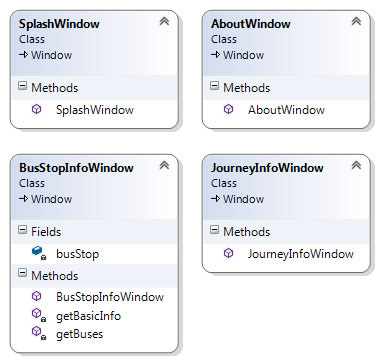 SplashWindow
Class
Window
Methods
SplashWindow
AboutWindow
Class
Window
Methods
AboutWindow
BusStopInfoWindow
Class
Window
Fields
busStop
Methods
BusStopInfoWindow
getBasicInfo
getBuses
JourneyInfoWindow
Class
Window
Methods
JourneyInfoWindow